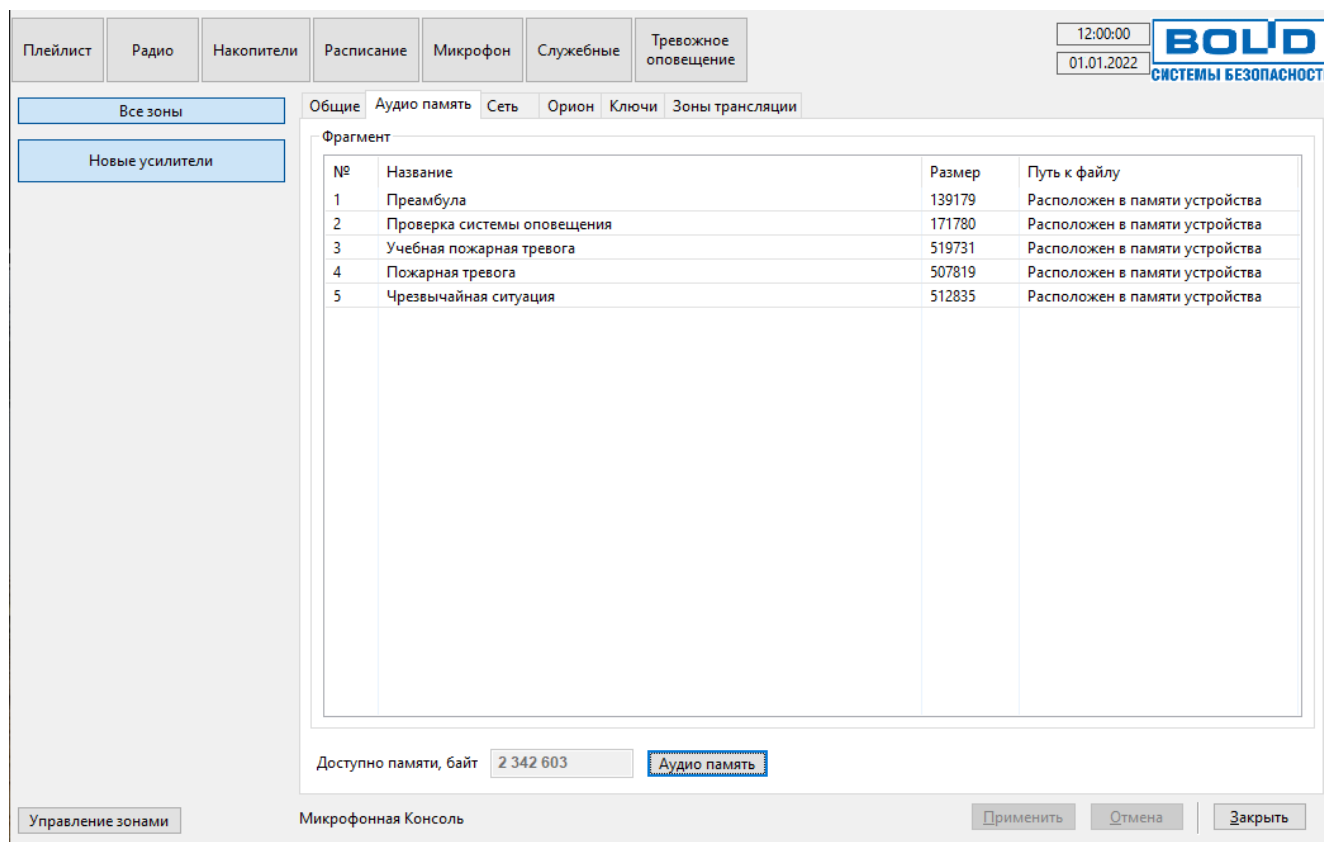 Плейлист Радио Накопители Расписание Микрофон Служебные Тревожное оповещение
12:00:00
01.01.2022
BOLID
СИСТЕМЫ БЕЗОПАСНОСТ
Все зоны
Новые усилители
Общие Аудио память Сеть Орион Ключи Зоны трансляции
Фрагмент
№ Название Размер Путь к файлу
1 Преамбула 139179 Расположен в памяти устройства
2 Проверка системы оповещения 171780 Расположен в памяти устройства
3 Учебная пожарная тревога 519731 Расположен в памяти устройства
4 Пожарная тревога 507819 Расположен в памяти устройства
5 Чрезвычайная ситуация 512835 Расположен в памяти устройства
Доступно памяти, байт 2 342 603 Аудио память
Управление зонами Микрофонная Консоль Применить Отмена Закрыть